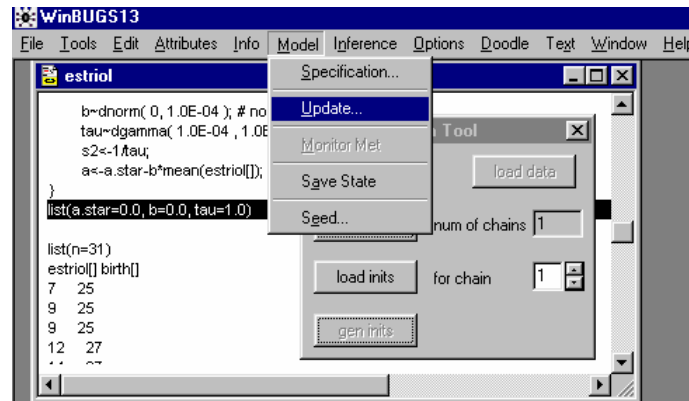 WinBUGS13
File Tools Edit Attributes Info Model Inference Options Doodle Text Window Help
estriol
b~dnorm( 0, 1.0E-04 ); # no
tau~dgamma( 1.0E-04 , 1.0E
s2<-1/tau;
a<-a.star-b*mean(estriol[]);
}
list(a.star=0.0, b=0.0, tau=1.0)
list(n=31)
estriol[] birth[]
7 25
9 25
9 25
12 27
Specification...
Update...
Monitor Met
Save State
Seed...
Tool
load data
num of chains 1
load inits for chain 1
gen inits